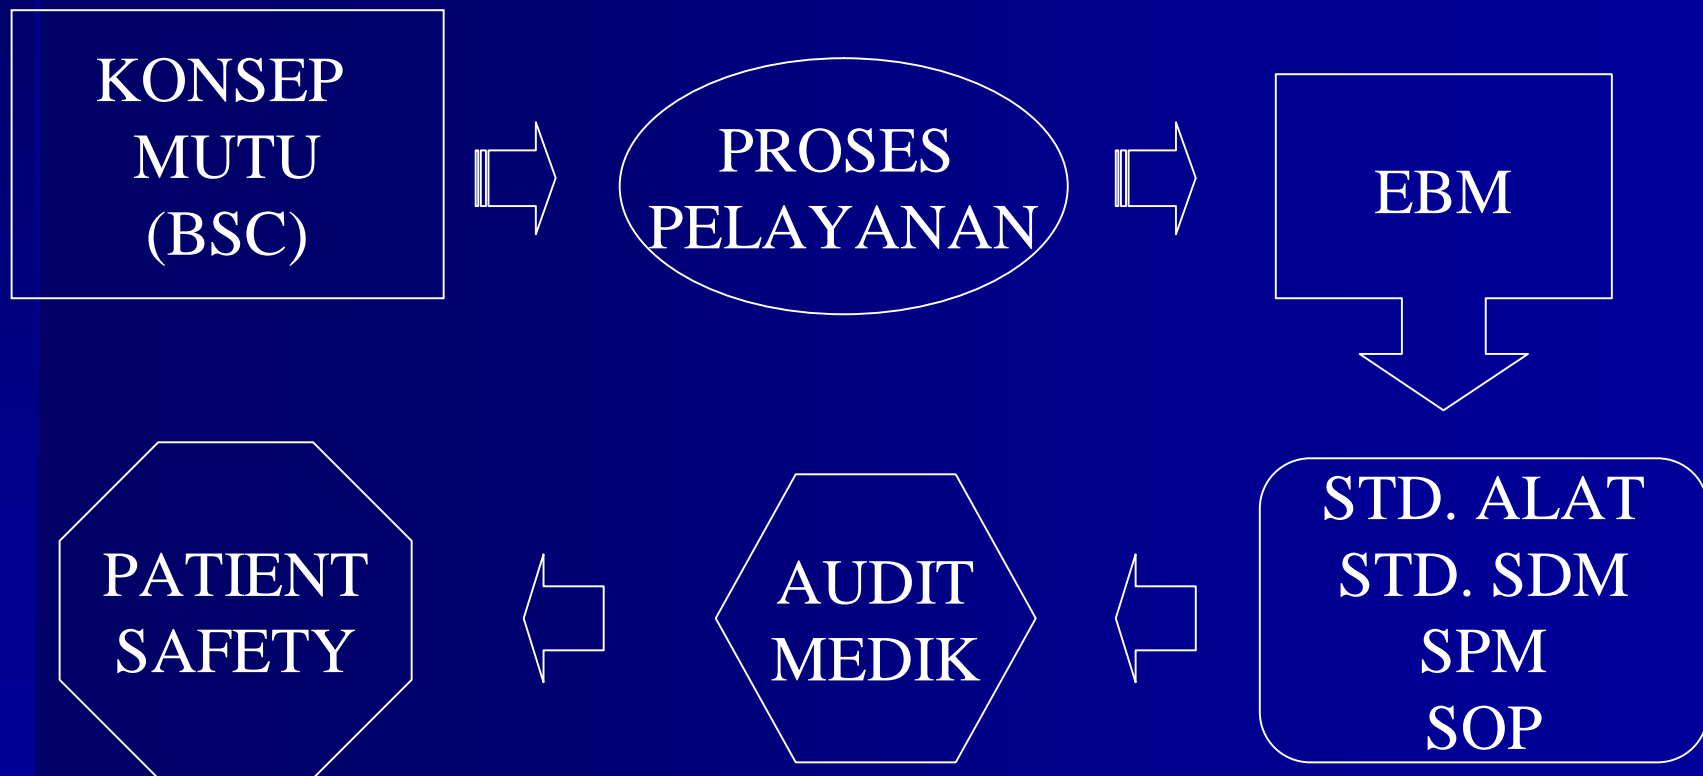 KONSEP
MUTU
(BSC)
PROSES
PELAYANAN
EBM
STD. ALAT
STD. SDM
SPM
SOP
AUDIT
MEDIK
PATIENT
SAFETY